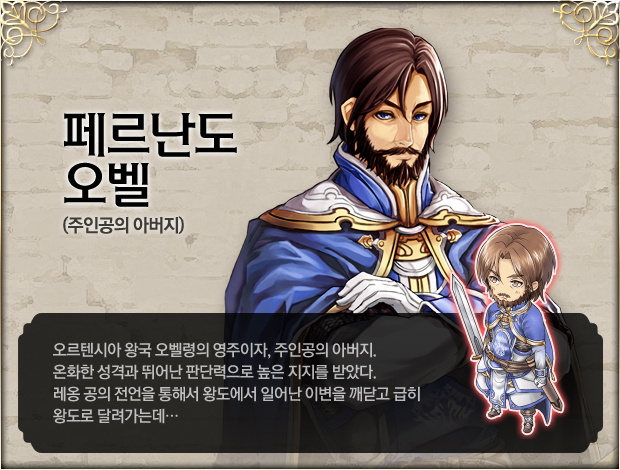 페르난도
오벨
(주인공의 아버지)
오르텐시아 왕국 오벨령의 영주이자, 주인공의 아버지.
온화한 성격과 뛰어난 판단력으로 높은 지지를 받았다.
레옹 공의 전언을 통해서 왕도에서 일어난 이변을 깨닫고 급히
왕도로 달려가는데…